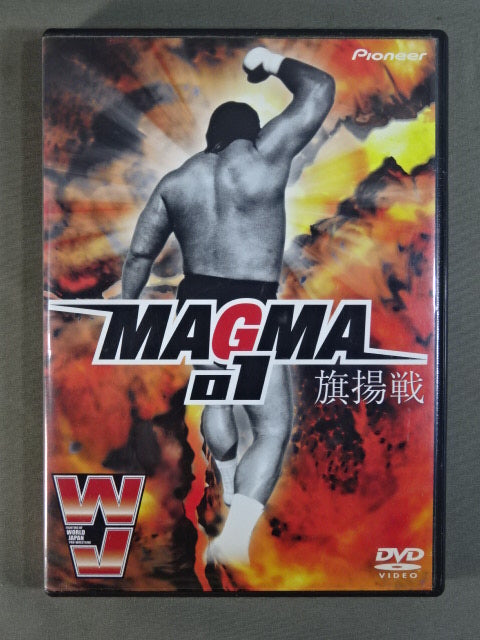 Pioneer
MAGMA
01
旗揚戦
WJ
FIGHTING OF
WORLD
JAPAN
PRO-WRESTLING
DVD
VIDEO